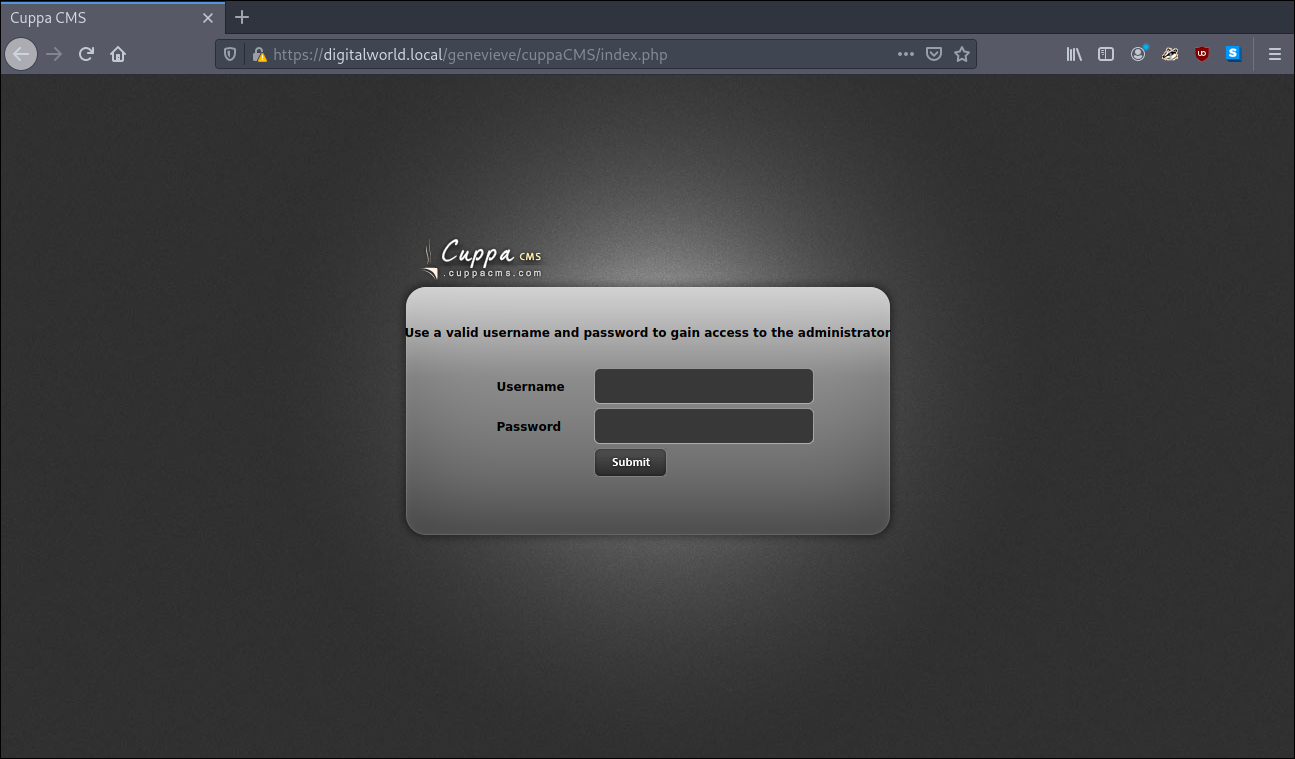 Cuppa CMS
https://digitalworld.local/genevieve/cuppaCMS/index.php
Cuppa CMS
.cuppacms.com
Use a valid username and password to gain access to the administrator
Username
Password
Submit